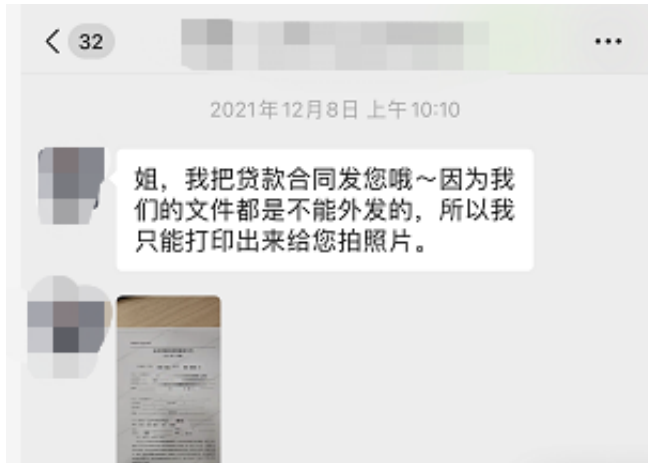 32
2021年12月8日 上午10:10
姐，我把贷款合同发您哦～因为我
们的文件都是不能外发的，所以我
只能打印出来给您拍照片。